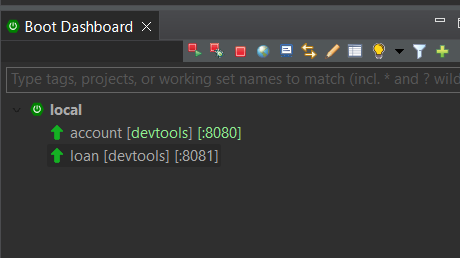 Boot Dashboard
Type tags, projects, or working set names to match (incl. * and ? wild
local
account [devtools] [:8080]
loan [devtools] [:8081]